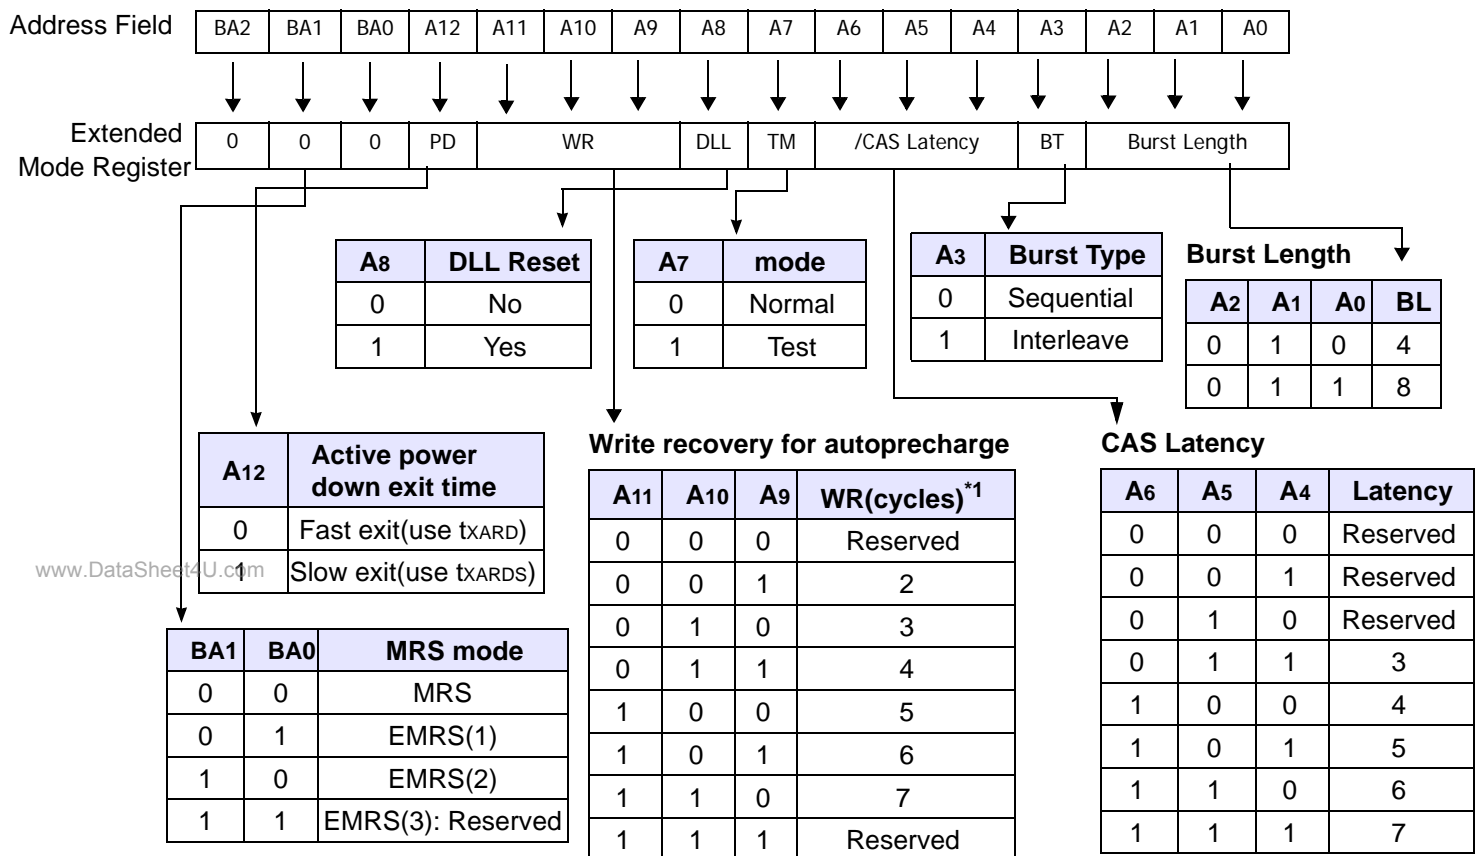 Address Field BA2 BA1 BA0 A12 A11 A10 A9 A8 A7 A6 A5 A4 A3 A2 A1 A0
Extended
Mode Register
0 0 0 PD WR DLL TM /CAS Latency BT Burst Length
A8 DLL Reset
0 No
1 Yes
A7 mode
0 Normal
1 Test
A3 Burst Type
0 Sequential
1 Interleave
Burst Length
A2 A1 A0 BL
0 1 0 4
0 1 1 8
A12 Active power
down exit time
0 Fast exit(use tXARD)
1 Slow exit(use tXARDS)
www.DataSheet4U.com
BA1 BA0 MRS mode
0 0 MRS
0 1 EMRS(1)
1 0 EMRS(2)
1 1 EMRS(3): Reserved
Write recovery for autoprecharge
A11 A10 A9 WR(cycles)*1
0 0 0 Reserved
0 0 1 2
0 1 0 3
0 1 1 4
1 0 0 5
1 0 1 6
1 1 0 7
1 1 1 Reserved
CAS Latency
A6 A5 A4 Latency
0 0 0 Reserved
0 0 1 Reserved
0 1 0 Reserved
0 1 1 3
1 0 0 4
1 0 1 5
1 1 0 6
1 1 1 7